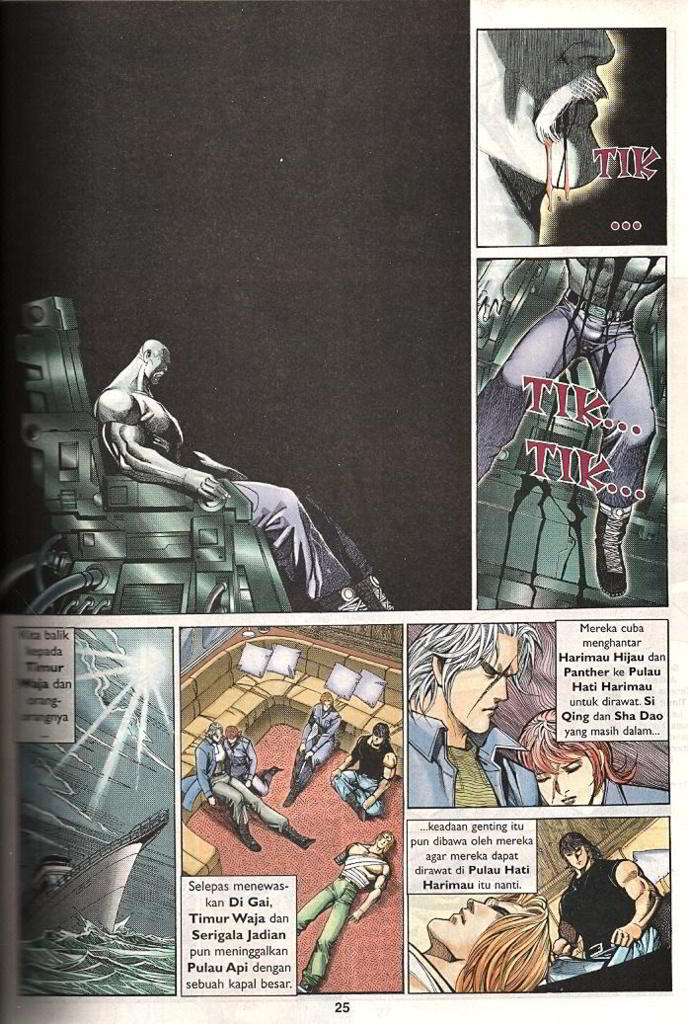 TIK
...
TIK...
TIK...
Kita balik
kepada
Timur
Waja dan
orang-
orangnya
...
Selepas menewas-
kan Di Gai,
Timur Waja dan
Serigala Jadian
pun meninggalkan
Pulau Api dengan
sebuah kapal besar.
Mereka cuba
menghantar
Harimau Hijau dan
Panther ke Pulau
Hati Harimau
untuk dirawat. Si
Qing dan Sha Dao
yang masih dalam...
...keadaan genting itu
pun dibawa oleh mereka
agar mereka dapat
dirawat di Pulau Hati
Harimau itu nanti.
25